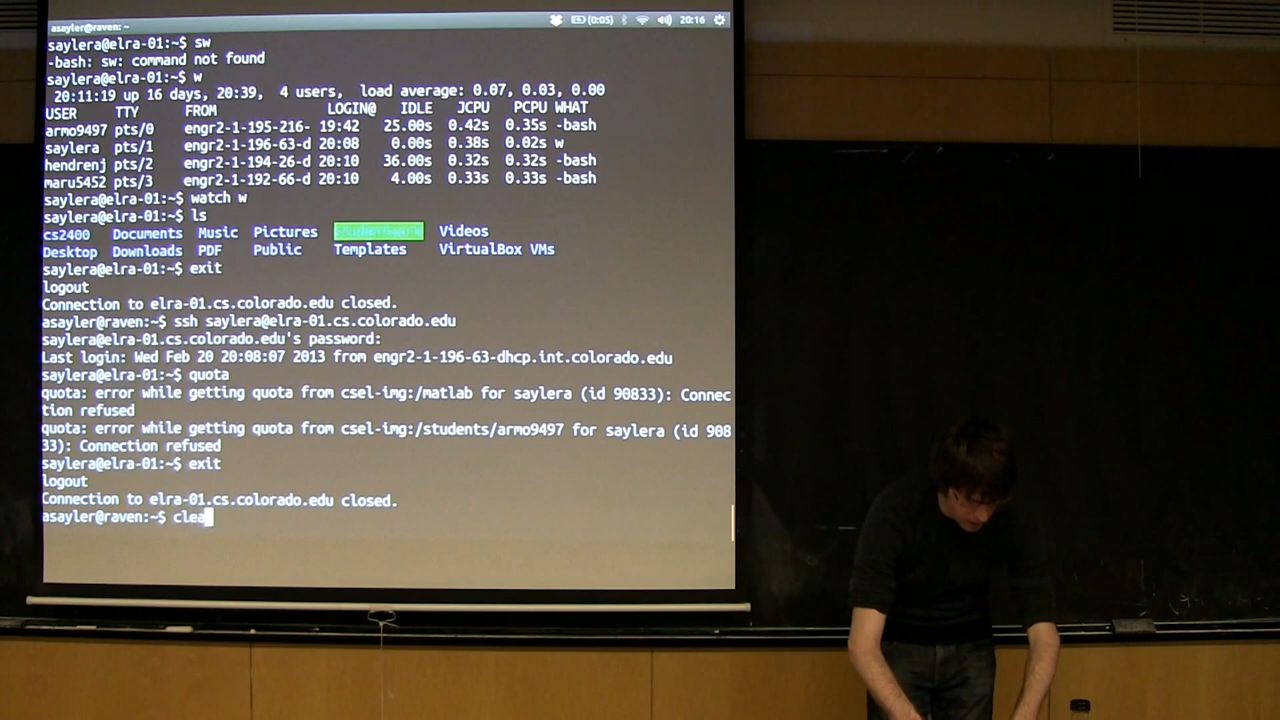 asayler@raven: ~ (0:05) 20:16
saylera@elra-01:~$ sw
-bash: sw: command not found
saylera@elra-01:~$ w
20:11:19 up 16 days, 20:39, 4 users, load average: 0.07, 0.03, 0.00
USER TTY FROM LOGIN@ IDLE JCPU PCPU WHAT
armo9497 pts/0 engr2-1-195-216- 19:42 25.00s 0.42s 0.35s -bash
saylera pts/1 engr2-1-196-63-d 20:08 0.00s 0.38s 0.02s w
hendrenj pts/2 engr2-1-194-26-d 20:10 36.00s 0.32s 0.32s -bash
maru5452 pts/3 engr2-1-192-66-d 20:10 4.00s 0.33s 0.33s -bash
saylera@elra-01:~$ watch w
saylera@elra-01:~$ ls
cs2400 Documents Music Pictures Videos
Desktop Downloads PDF Public Templates VirtualBox VMs
saylera@elra-01:~$ exit
logout
Connection to elra-01.cs.colorado.edu closed.
asayler@raven:~$ ssh saylera@elra-01.cs.colorado.edu
saylera@elra-01.cs.colorado.edu's password:
Last login: Wed Feb 20 20:08:07 2013 from engr2-1-196-63-dhcp.int.colorado.edu
saylera@elra-01:~$ quota
quota: error while getting quota from csel-img:/matlab for saylera (id 90833): Connec
tion refused
quota: error while getting quota from csel-img:/students/armo9497 for saylera (id 908
33): Connection refused
saylera@elra-01:~$ exit
logout
Connection to elra-01.cs.colorado.edu closed.
asayler@raven:~$ clea